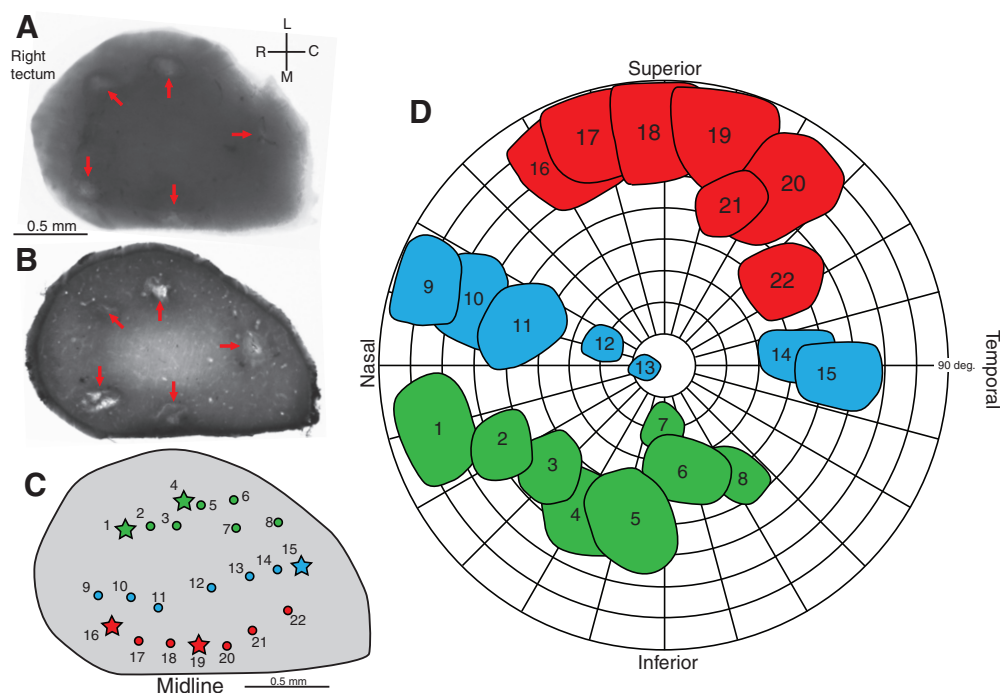 A
Right
tectum
L
R C
M
0.5 mm
B
C
1
2
3
4
5
6
7
8
9
10
11
12
13
14
15
16
17
18
19
20
21
22
Midline
0.5 mm
D
Superior
Nasal
Temporal
90 deg.
Inferior
16
17
18
19
20
21
22
9
10
11
12
13
14
15
1
2
3
4
5
6
7
8